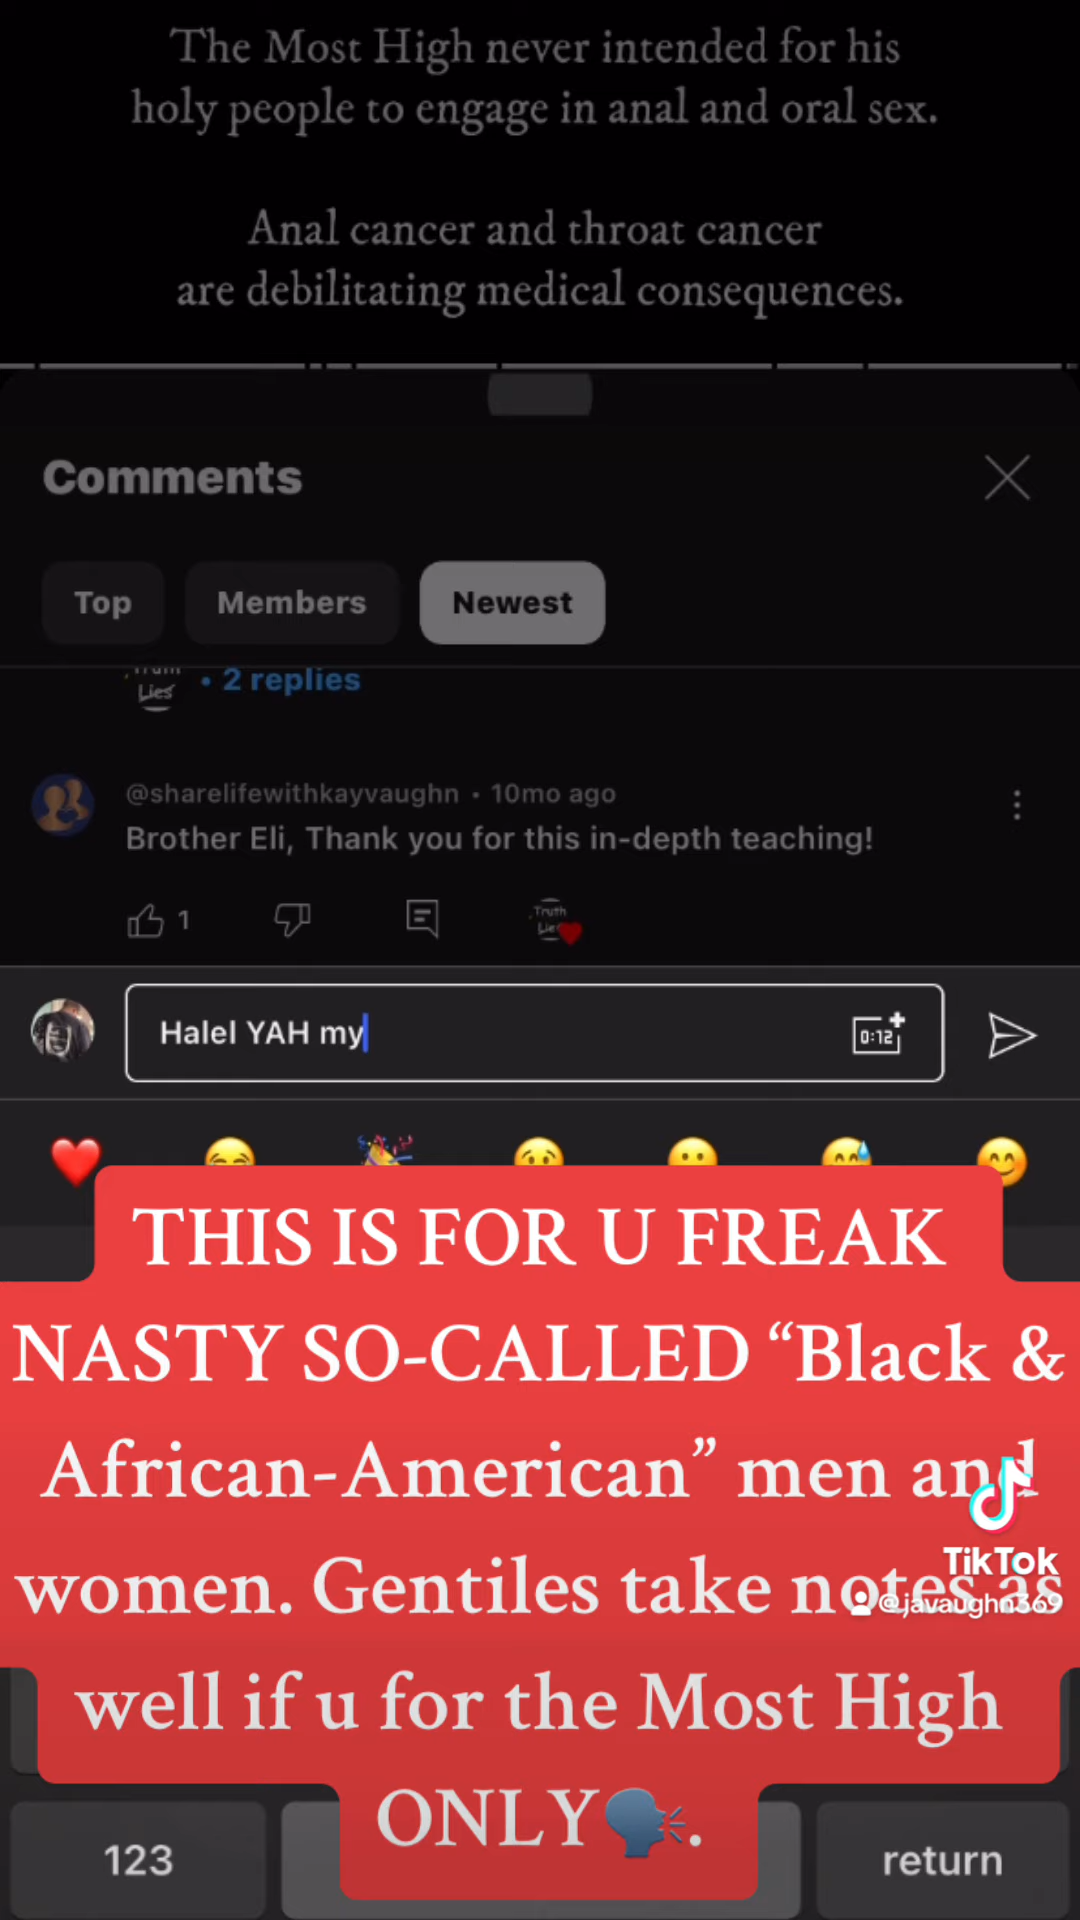 The Most High never intended for his
holy people to engage in anal and oral sex.
Anal cancer and throat cancer
are debilitating medical consequences.
Comments
Top
Members
Newest
Truth
Lies
• 2 replies
@sharelifewithkayvaughn • 10mo ago
Brother Eli, Thank you for this in-depth teaching!
1
Truth
Lies
Halel YAH my
0:12
THIS IS FOR U FREAK
NASTY SO-CALLED “Black &
African-American” men and
women. Gentiles take notes as
well if u for the Most High
ONLY🗣️.
TikTok
@javaughn369
123
return